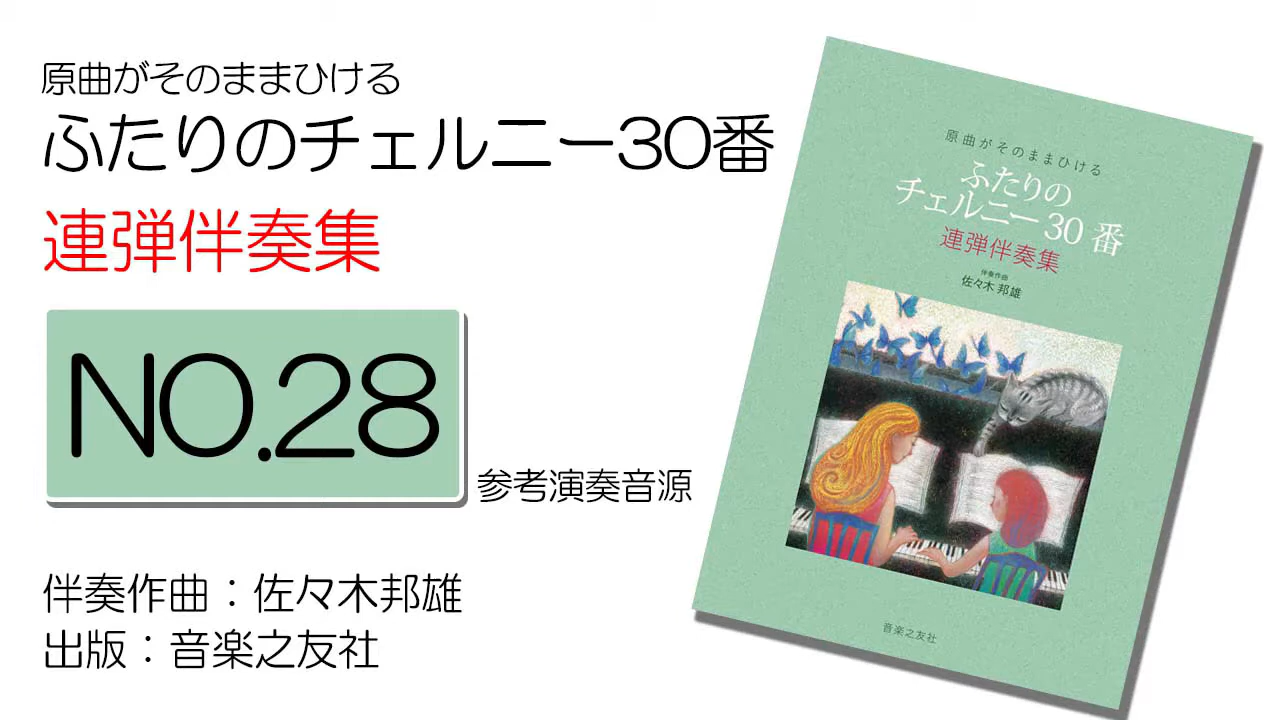 原曲がそのままひける
ふたりのチェルニー30番
連弾伴奏集
NO.28
参考演奏音源
伴奏作曲：佐々木邦雄
出版：音楽之友社
原曲がそのままひける
ふたりの
チェルニー30番
連弾伴奏集
伴奏作曲
佐々木邦雄
音楽之友社